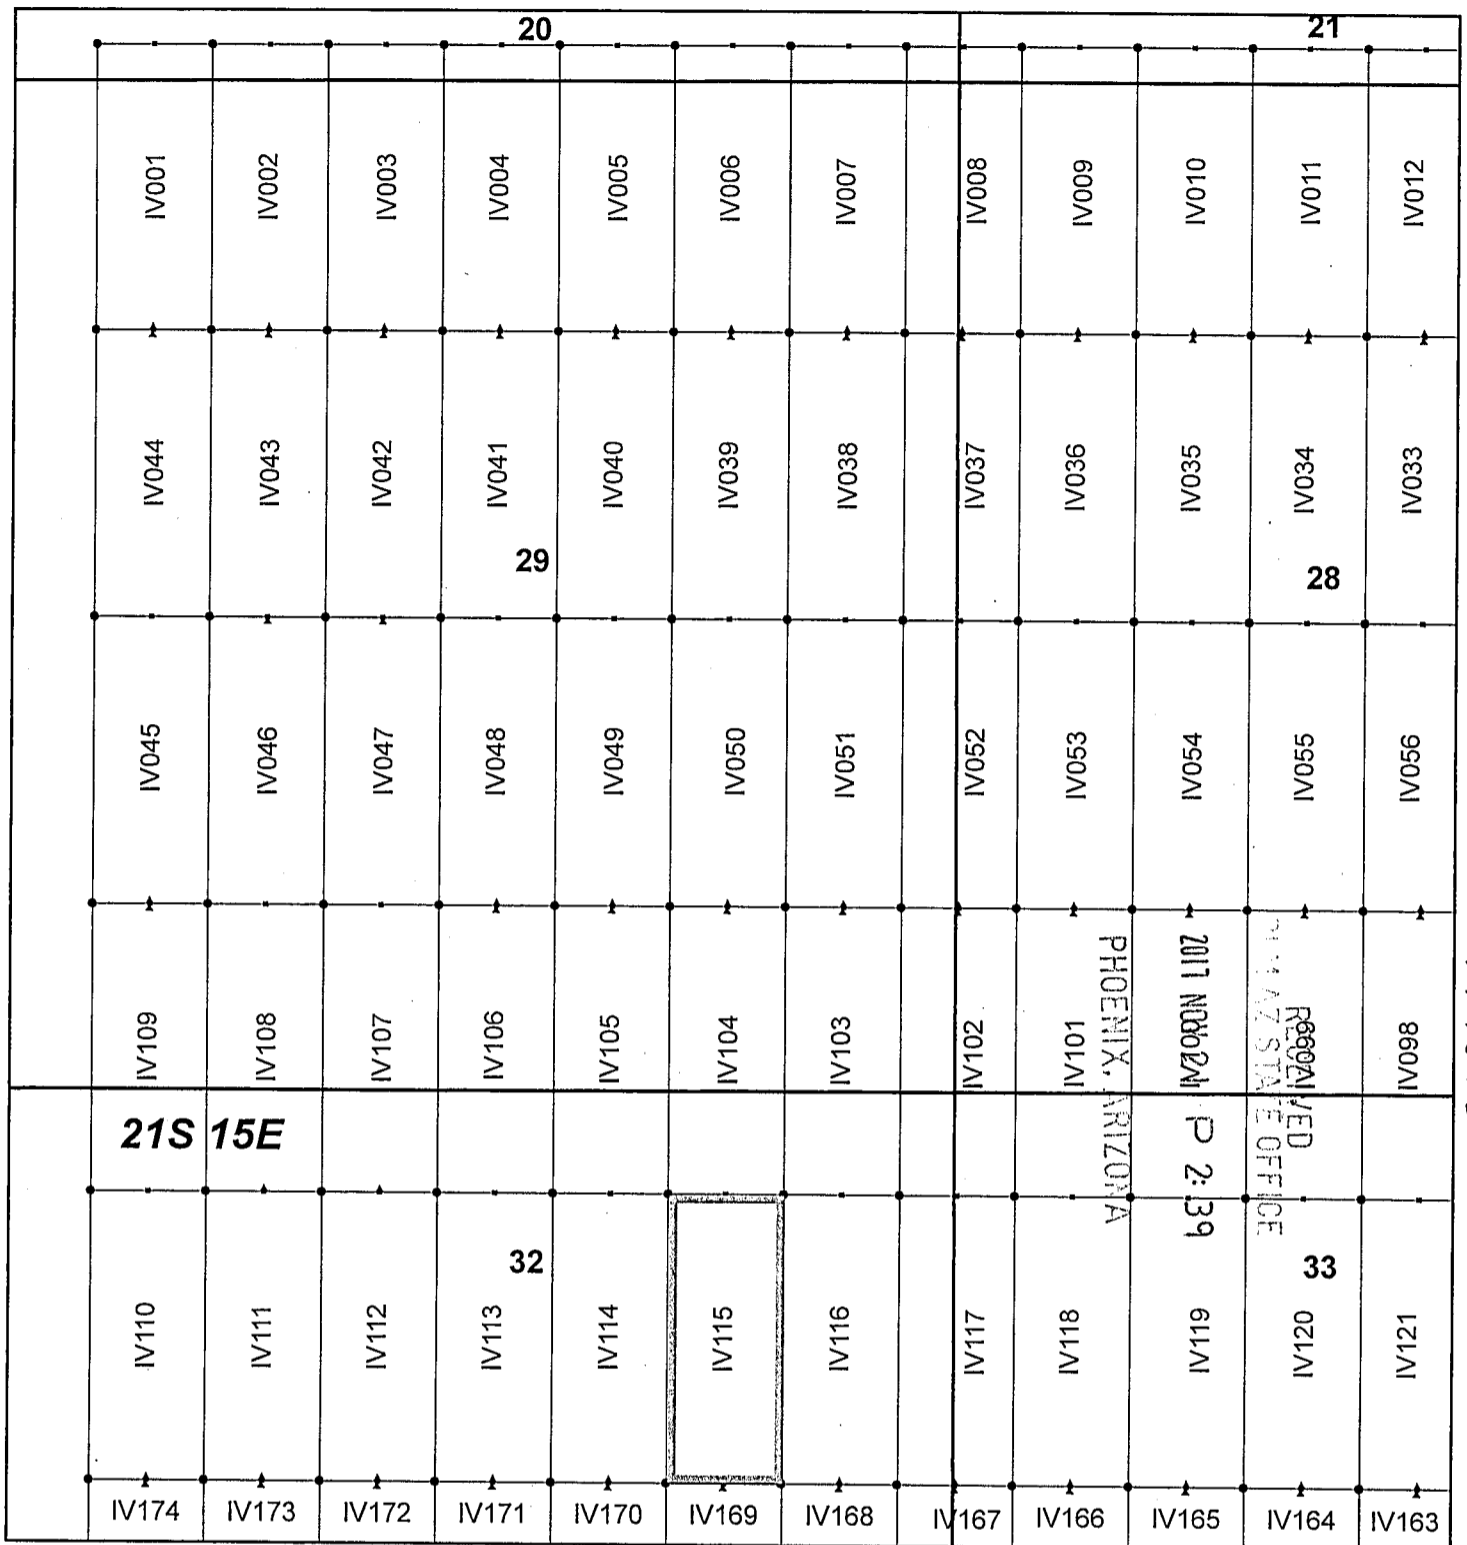 20
21
IV001 IV002 IV003 IV004 IV005 IV006 IV007 IV008 IV009 IV010 IV011 IV012
IV044 IV043 IV042 IV041 IV040 IV039 IV038 IV037 IV036 IV035 IV034 IV033
29
28
IV045 IV046 IV047 IV048 IV049 IV050 IV051 IV052 IV053 IV054 IV055 IV056
IV109 IV108 IV107 IV106 IV105 IV104 IV103 IV102 IV101 IV098
AZ STATE OFFICE
RECEIVED
2017 NOV
P 2:39
PHOENIX, ARIZONA
21S 15E
32
33
IV110 IV111 IV112 IV113 IV114 IV115 IV116 IV117 IV118 IV119 IV120 IV121
IV174 IV173 IV172 IV171 IV170 IV169 IV168 IV167 IV166 IV165 IV164 IV163